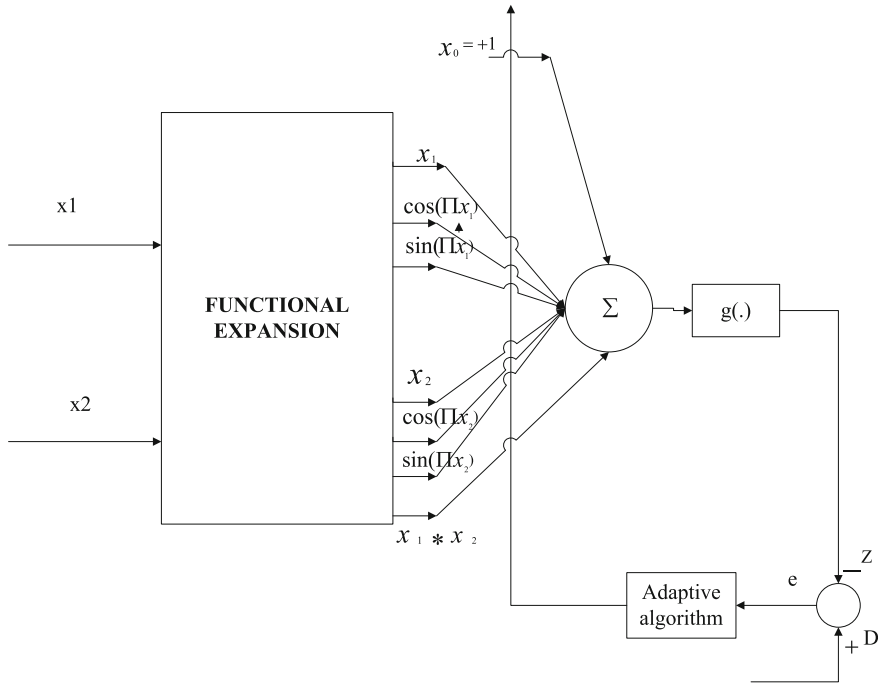 x₀ = +1
x₁
x1
cos(Πx₁)
sin(Πx₁)
FUNCTIONAL
EXPANSION
Σ
g(.)
x₂
x2
cos(Πx₂)
sin(Πx₂)
x₁ * x₂
− Z
e
Adaptive
algorithm
+ D